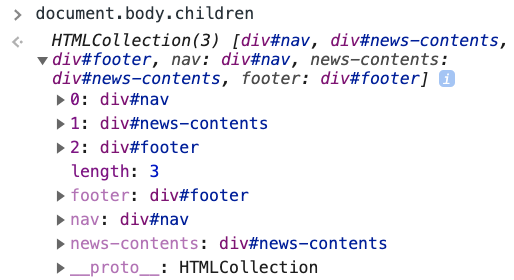 document.body.children
HTMLCollection(3) [div#nav, div#news-contents,
div#footer, nav: div#nav, news-contents:
div#news-contents, footer: div#footer] i
0: div#nav
1: div#news-contents
2: div#footer
length: 3
footer: div#footer
nav: div#nav
news-contents: div#news-contents
__proto__: HTMLCollection